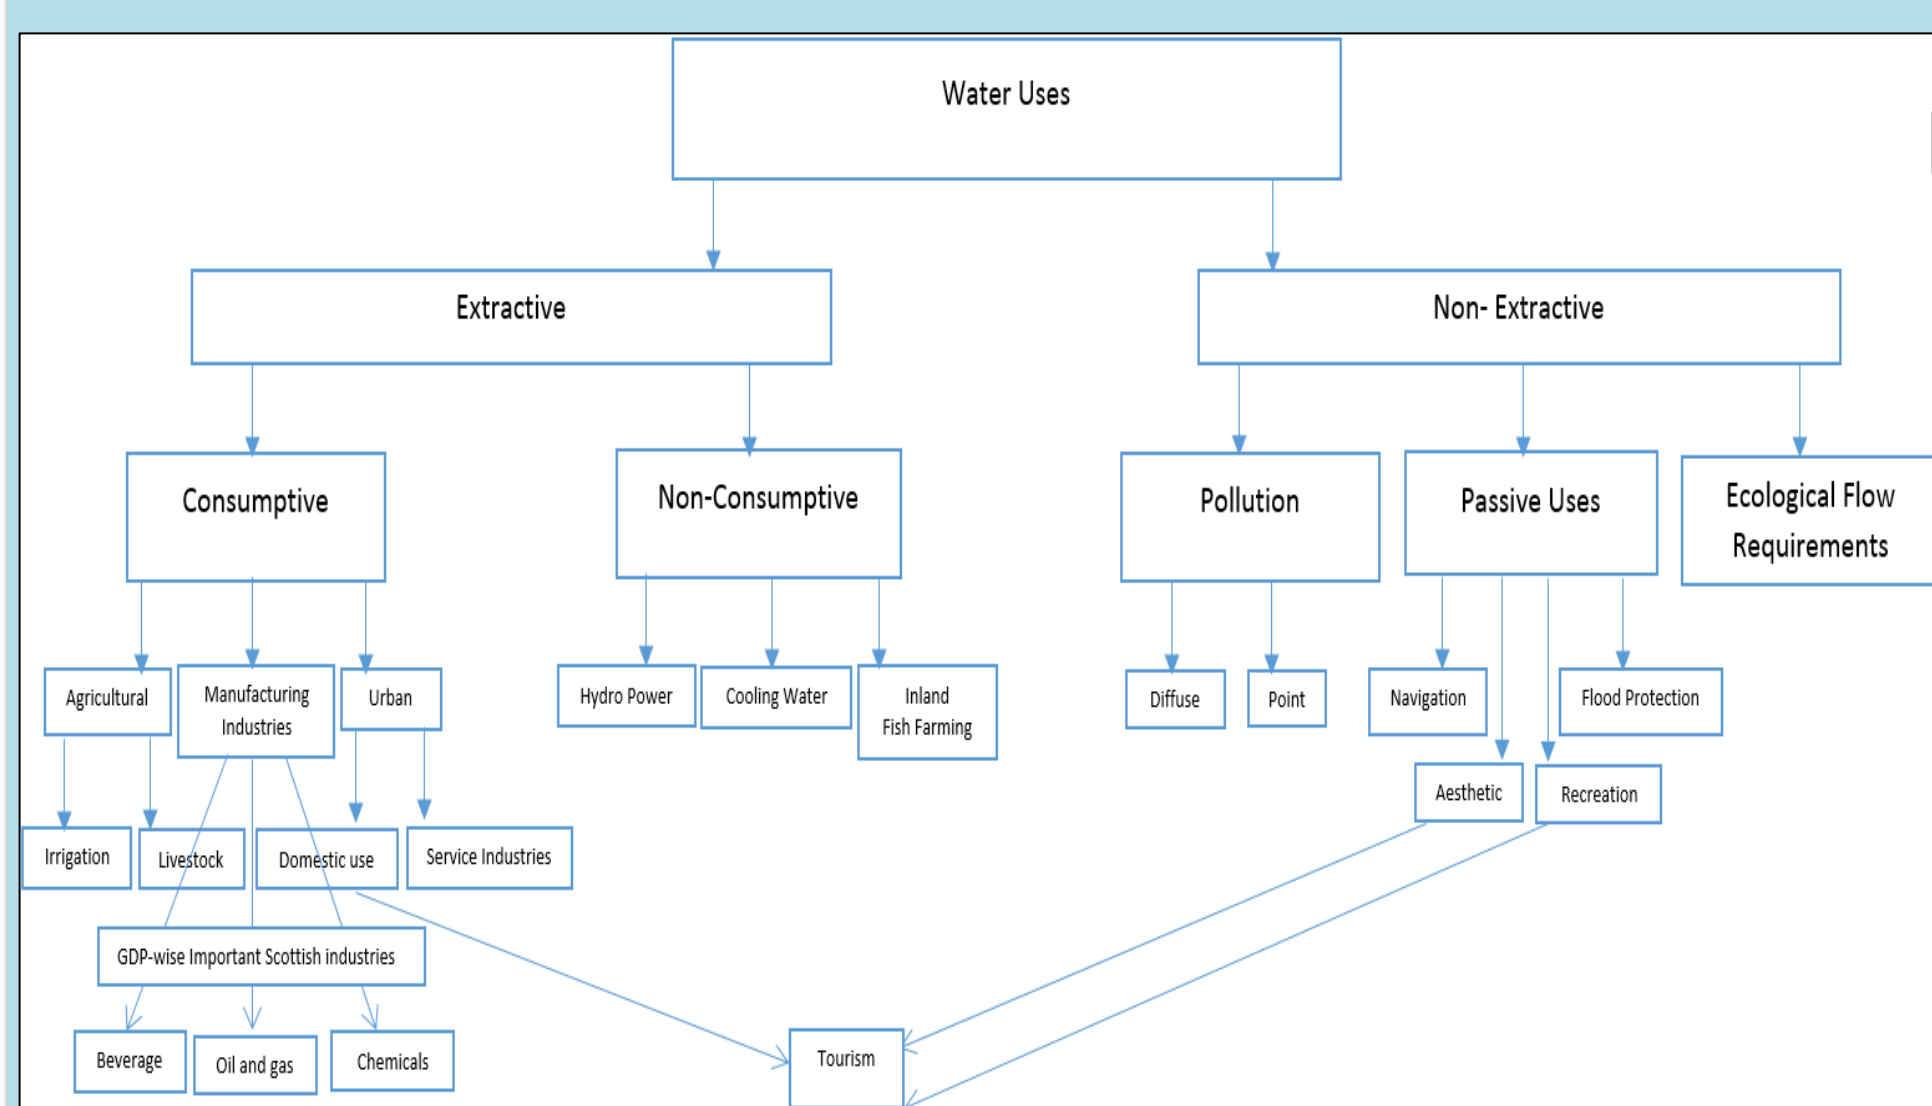 Water Uses
Extractive
Non- Extractive
Consumptive
Non-Consumptive
Pollution
Passive Uses
Ecological Flow
Requirements
Agricultural
Manufacturing
Industries
Urban
Hydro Power
Cooling Water
Inland
Fish Farming
Diffuse
Point
Navigation
Flood Protection
Aesthetic
Recreation
Irrigation
Livestock
Domestic use
Service Industries
GDP-wise Important Scottish industries
Beverage
Oil and gas
Chemicals
Tourism